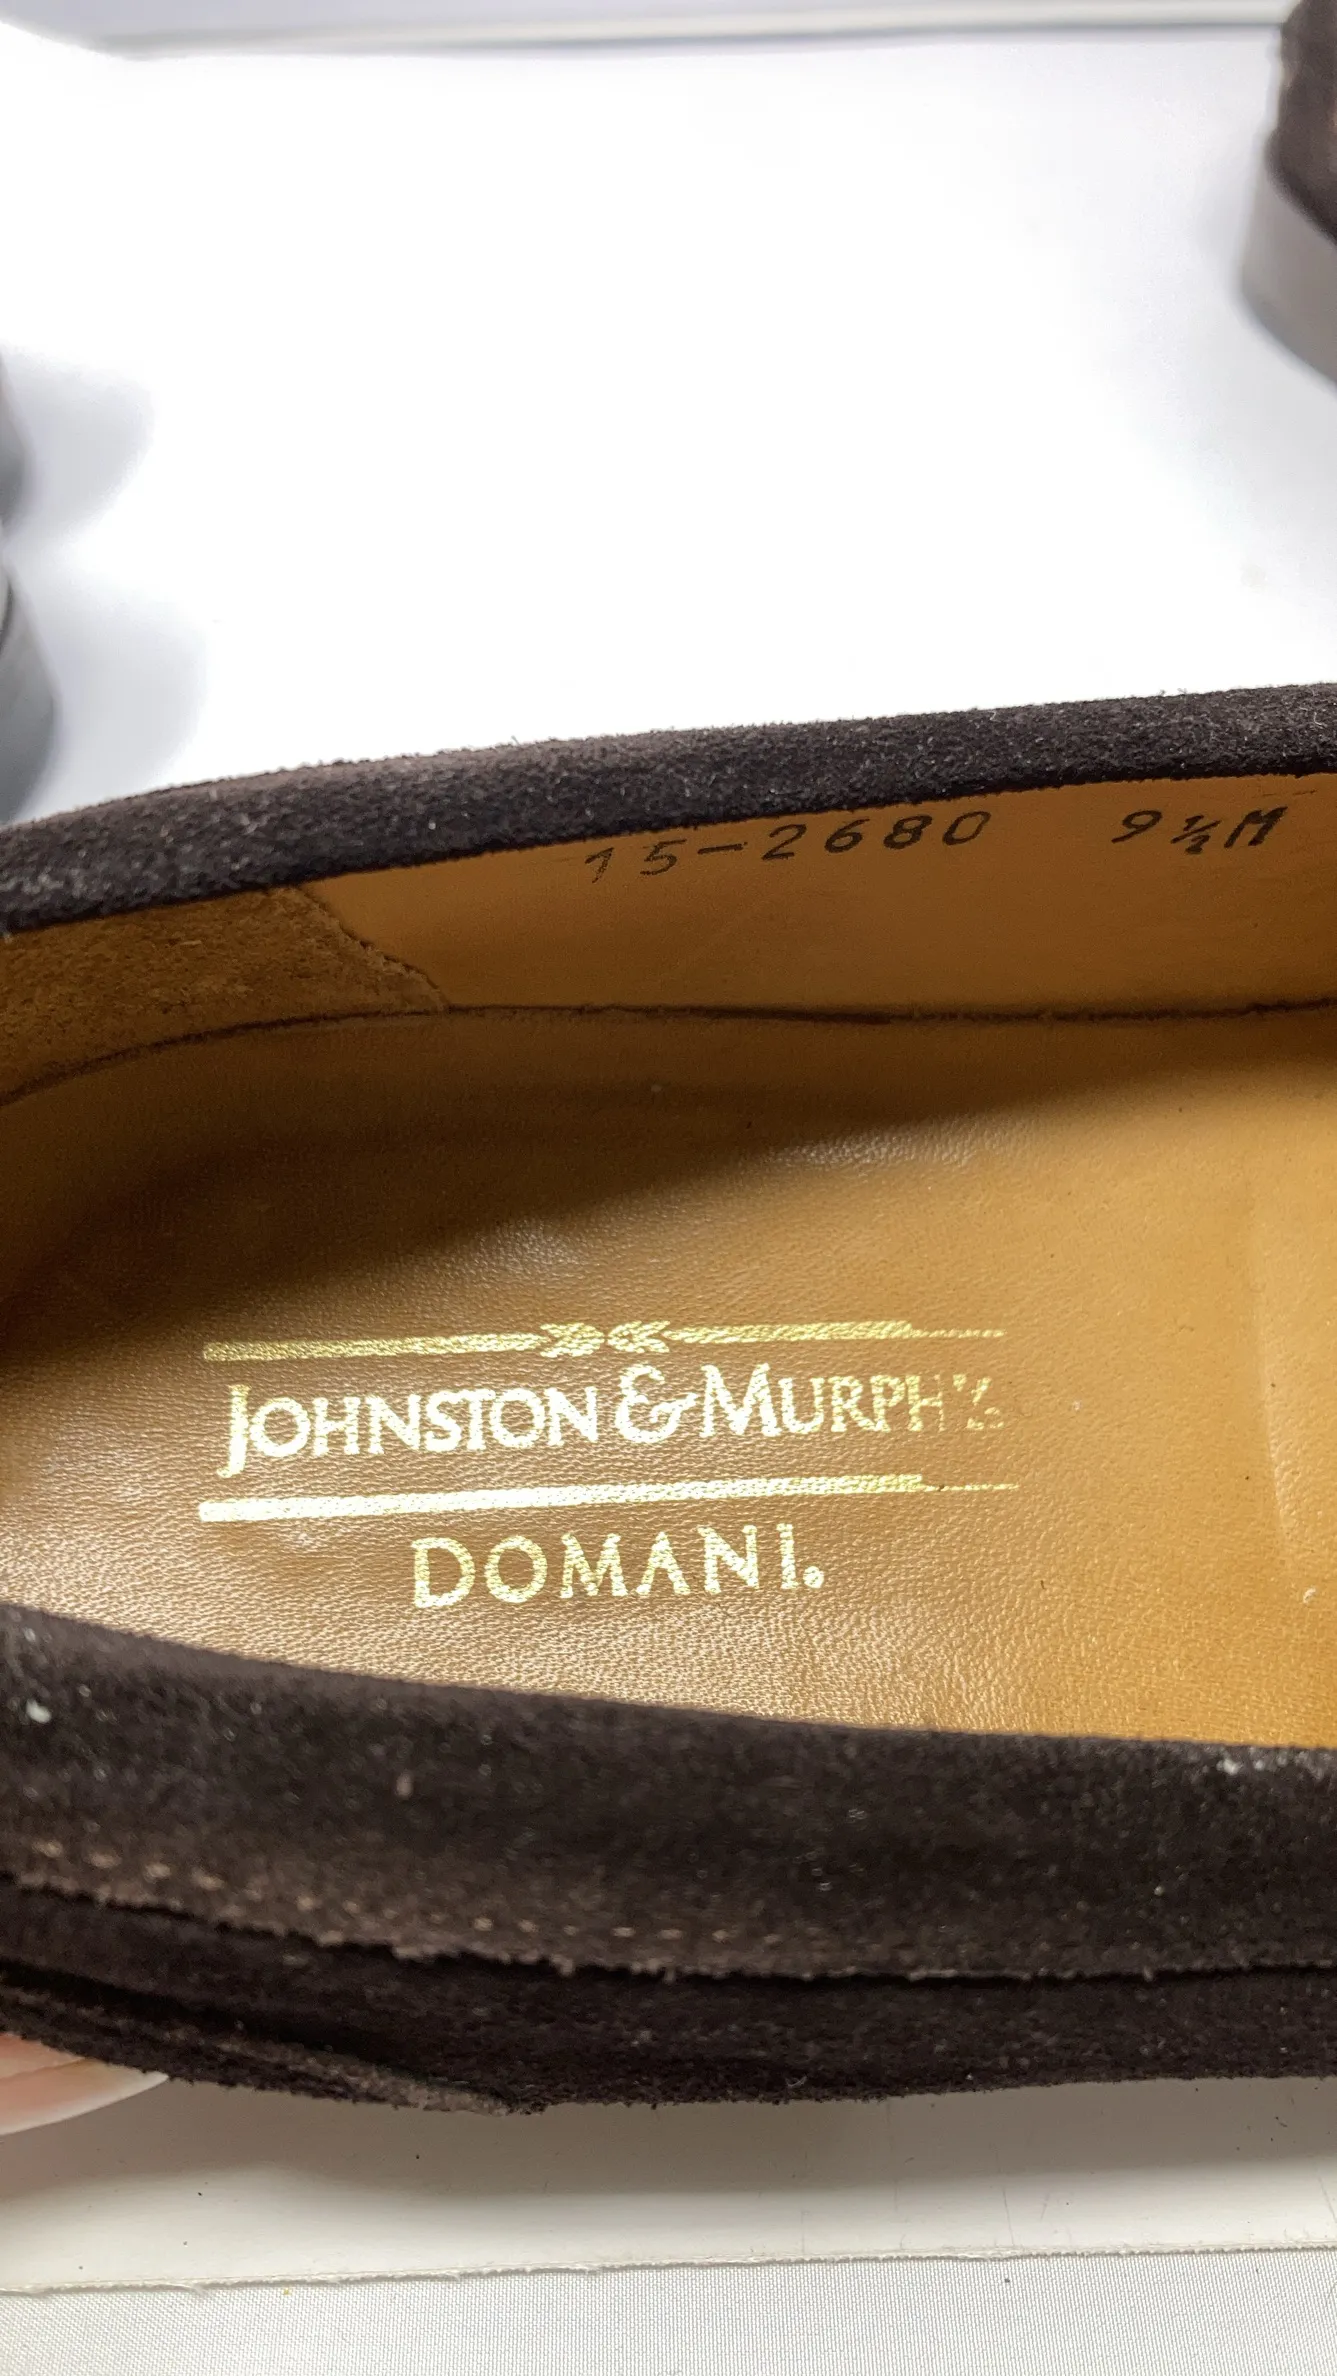 15-2680 9½M
JOHNSTON & MURPHY
DOMANI.